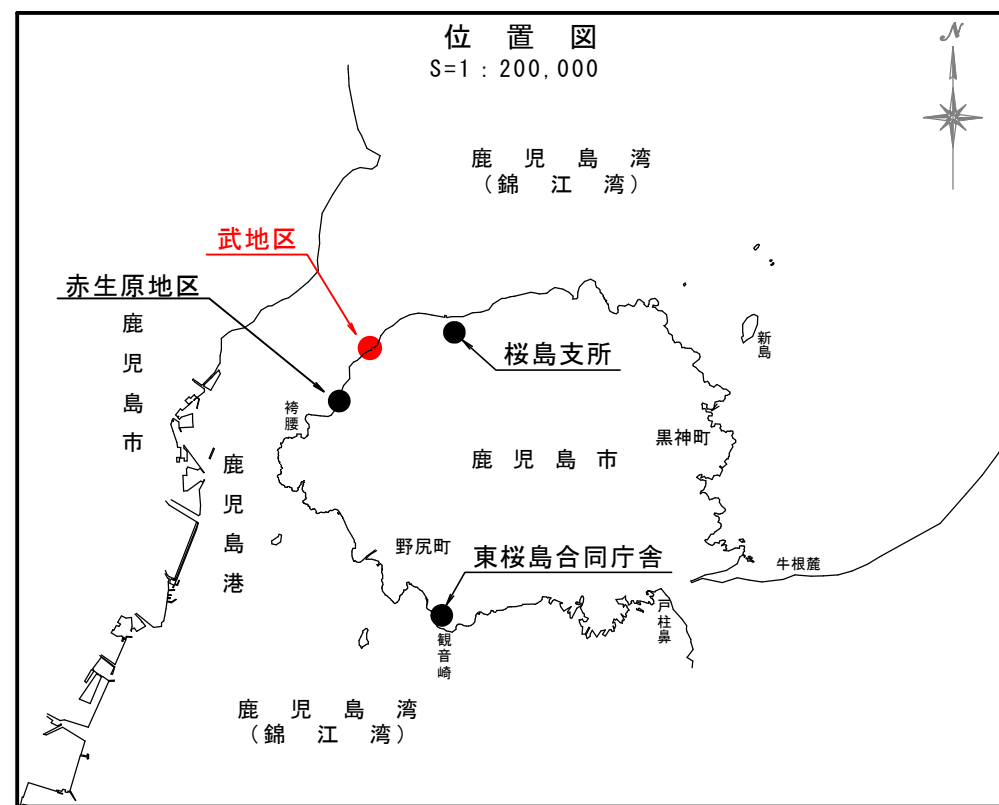 位置図
S=1:200,000
N
鹿児島湾
(錦江湾)
武地区
赤生原地区
鹿児島市
新島
桜島支所
袴腰
黒神町
鹿児島市
鹿児島港
野尻町
東桜島合同庁舎
牛根麓
戸柱鼻
観音崎
鹿児島湾
(錦江湾)